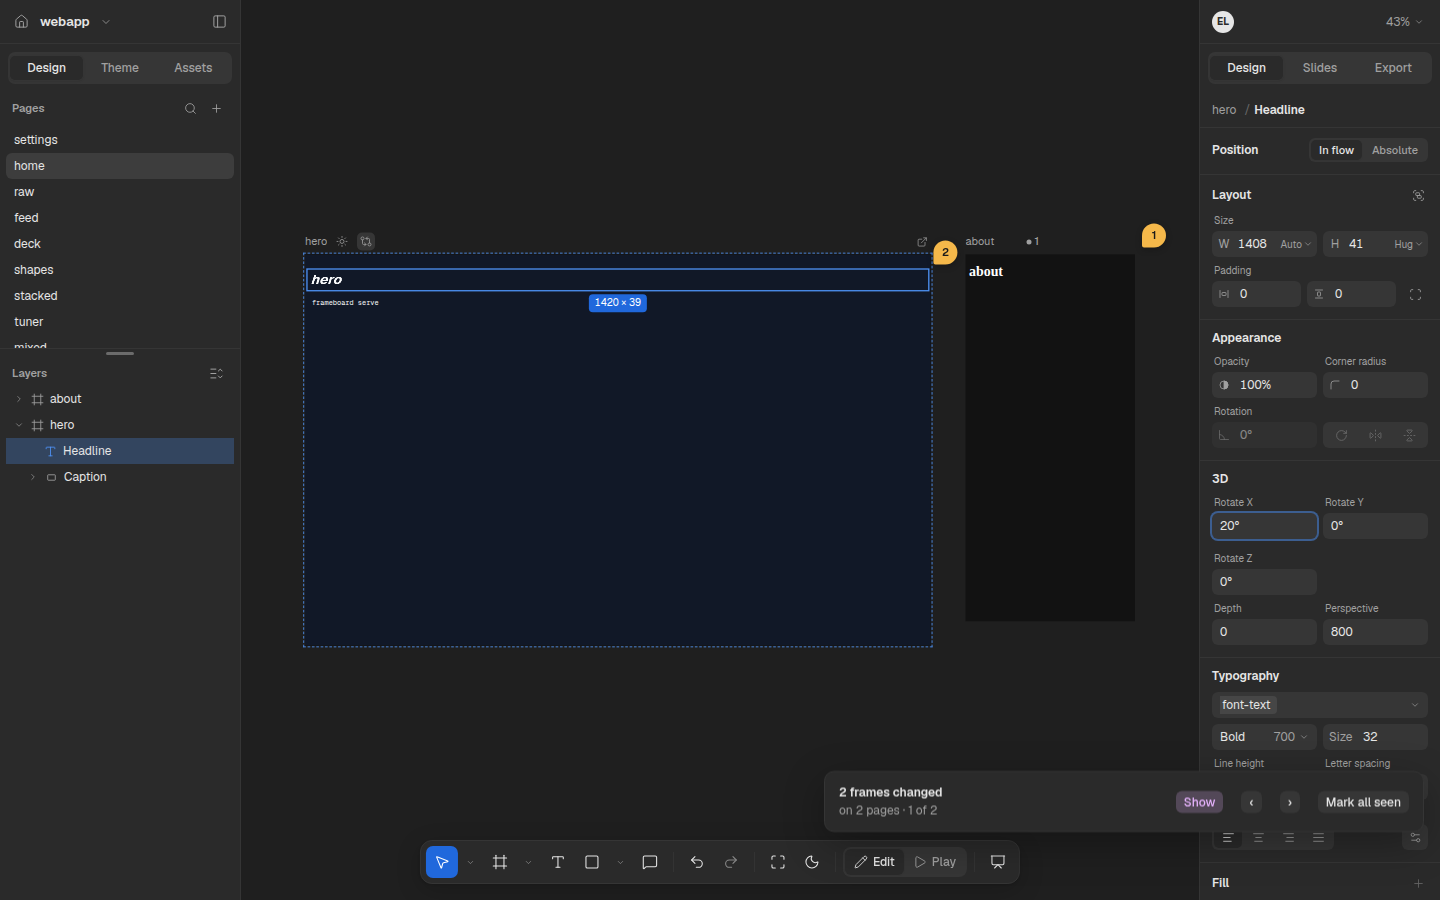 webapp
Design
Theme
Assets
Pages
settings
home
raw
feed
deck
shapes
stacked
tuner
mixed
Layers
about
hero
Headline
Caption
hero
about
1
1
2
hero
frameboard serve
1420 × 39
about
EL
43%
Design
Slides
Export
hero / Headline
Position
In flow
Absolute
Layout
Size
W 1408 Auto
H 41 Hug
Padding
0
0
Appearance
Opacity
Corner radius
100%
0
Rotation
0°
3D
Rotate X
Rotate Y
20°
0°
Rotate Z
0°
Depth
Perspective
0
800
Typography
font-text
Bold 700
Size 32
Line height
Letter spacing
2 frames changed
on 2 pages · 1 of 2
Show
‹
›
Mark all seen
Edit
Play
Fill